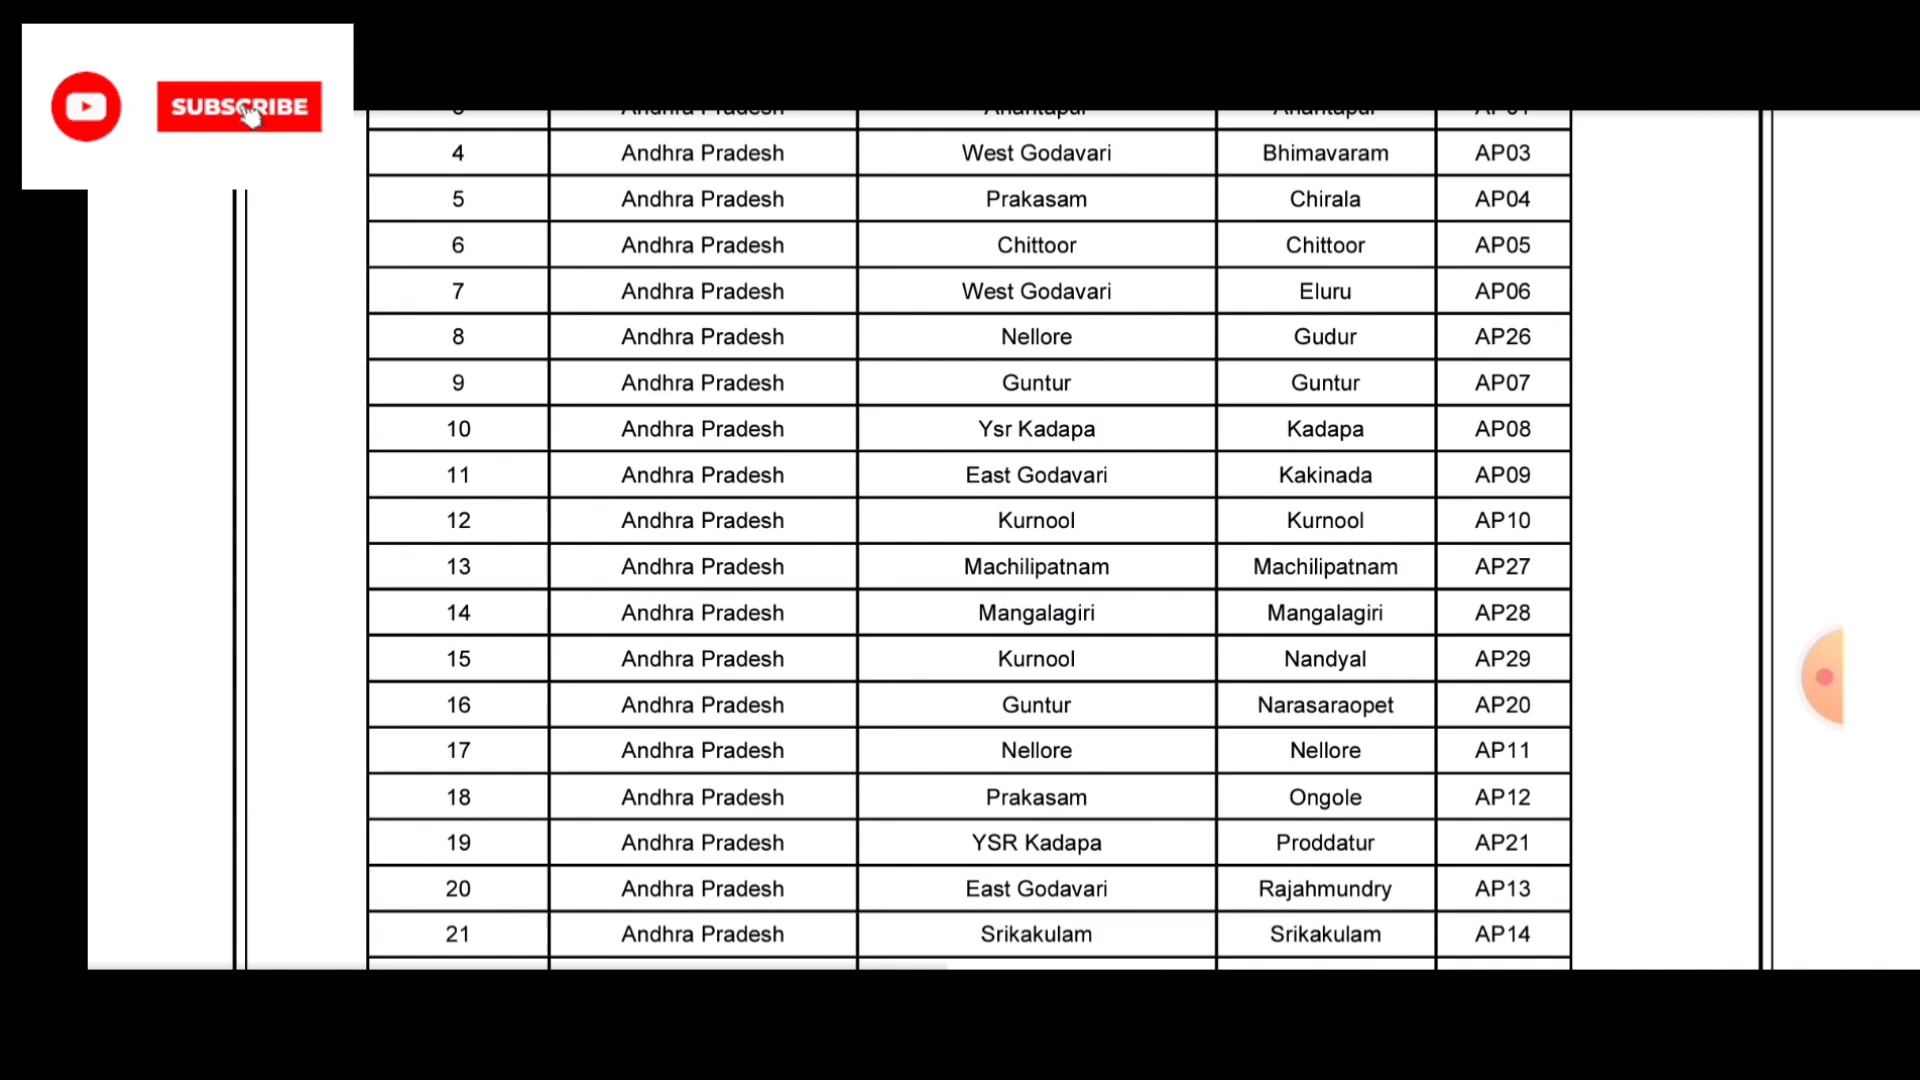 SUBSCRIBE
4 Andhra Pradesh West Godavari Bhimavaram AP03
5 Andhra Pradesh Prakasam Chirala AP04
6 Andhra Pradesh Chittoor Chittoor AP05
7 Andhra Pradesh West Godavari Eluru AP06
8 Andhra Pradesh Nellore Gudur AP26
9 Andhra Pradesh Guntur Guntur AP07
10 Andhra Pradesh Ysr Kadapa Kadapa AP08
11 Andhra Pradesh East Godavari Kakinada AP09
12 Andhra Pradesh Kurnool Kurnool AP10
13 Andhra Pradesh Machilipatnam Machilipatnam AP27
14 Andhra Pradesh Mangalagiri Mangalagiri AP28
15 Andhra Pradesh Kurnool Nandyal AP29
16 Andhra Pradesh Guntur Narasaraopet AP20
17 Andhra Pradesh Nellore Nellore AP11
18 Andhra Pradesh Prakasam Ongole AP12
19 Andhra Pradesh YSR Kadapa Proddatur AP21
20 Andhra Pradesh East Godavari Rajahmundry AP13
21 Andhra Pradesh Srikakulam Srikakulam AP14